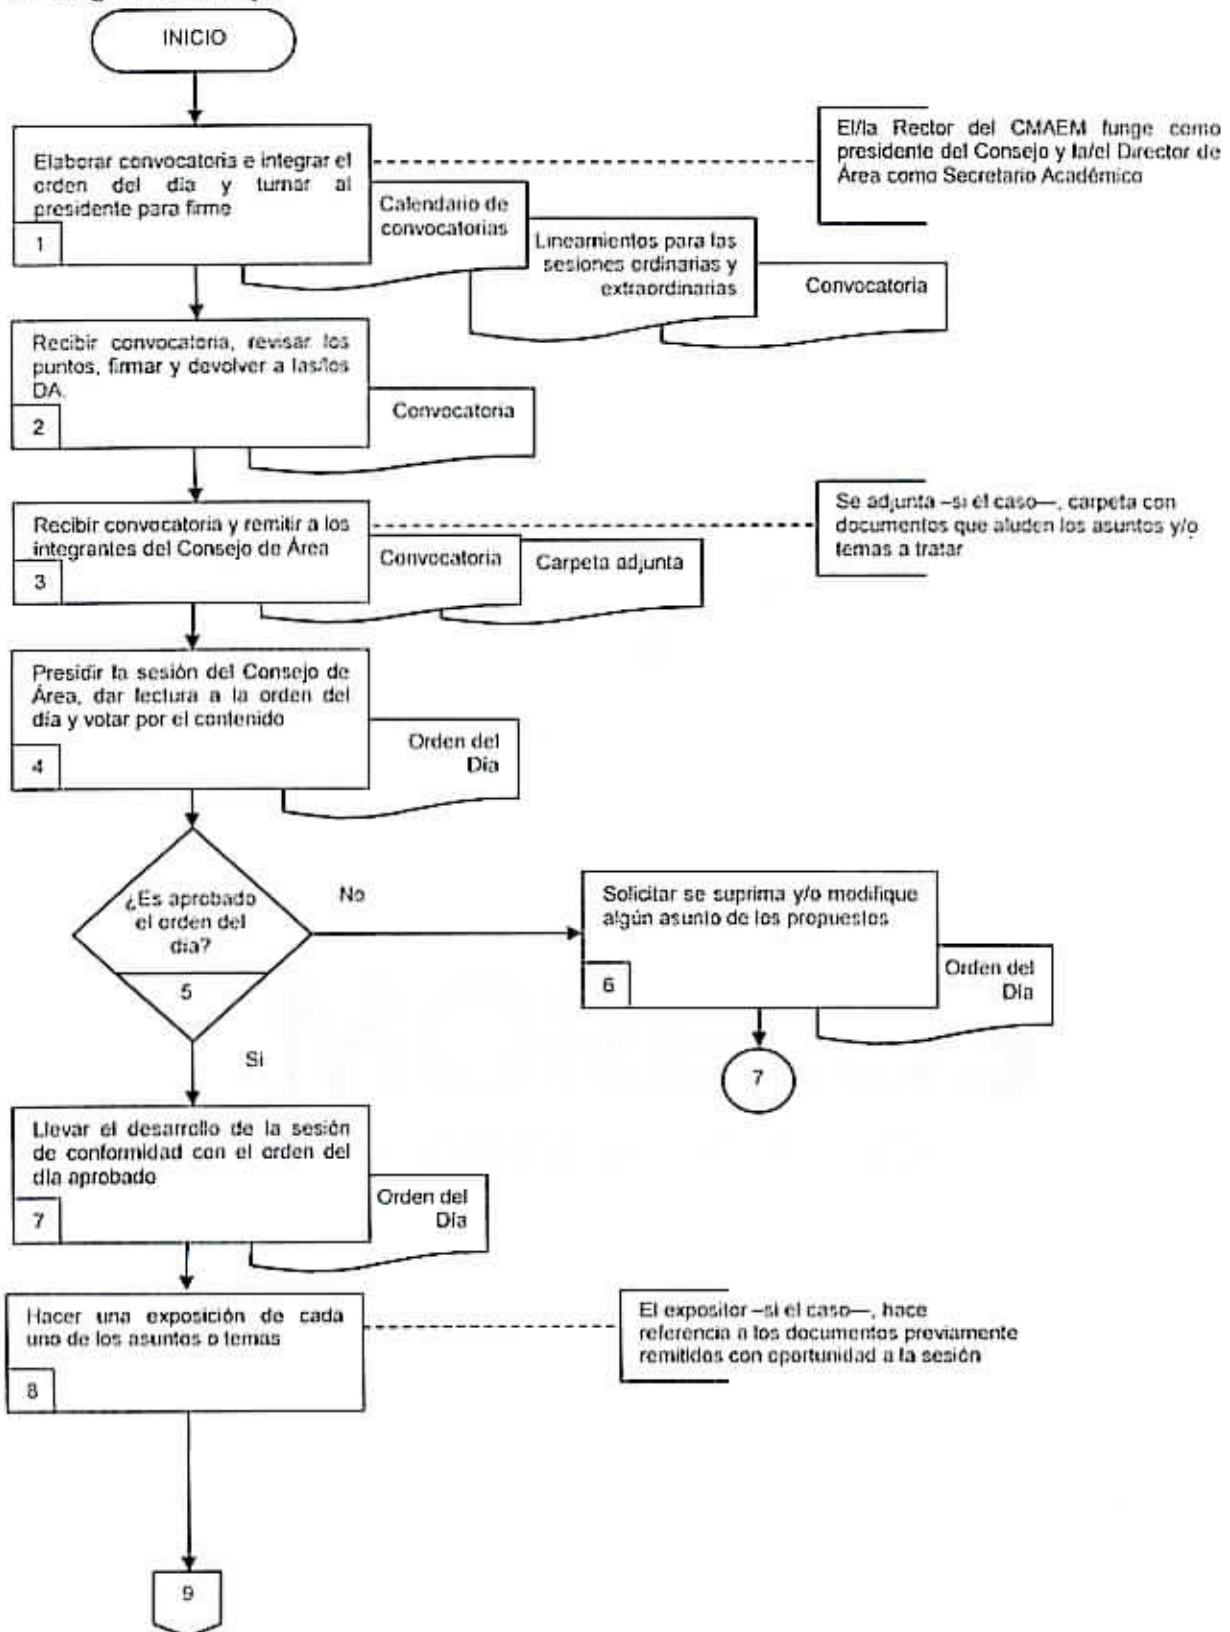 INICIO
Elaborar convocatoria e integrar el
orden del día y turnar al
presidente para firme
1
El/la Rector del CMAEM funge como
presidente del Consejo y la/el Director de
Área como Secretario Académico
Calendario de
convocatorias
Lineamientos para las
sesiones ordinarias y
extraordinarias
Convocatoria
Recibir convocatoria, revisar los
puntos, firmar y devolver a las/los
DA.
2
Convocatoria
Recibir convocatoria y remitir a los
integrantes del Consejo de Área
3
Convocatoria
Carpeta adjunta
Se adjunta –si el caso—, carpeta con
documentos que aluden los asuntos y/o
temas a tratar
Presidir la sesión del Consejo de
Área, dar lectura a la orden del
día y votar por el contenido
4
Orden del
Día
¿Es aprobado
el orden del
día?
5
No
Solicitar se suprima y/o modifique
algún asunto de los propuestos
6
Orden del
Día
7
Si
Llevar el desarrollo de la sesión
de conformidad con el orden del
día aprobado
7
Orden del
Día
Hacer una exposición de cada
uno de los asuntos o temas
8
El expositor –si el caso—, hace
referencia a los documentos previamente
remitidos con oportunidad a la sesión
9